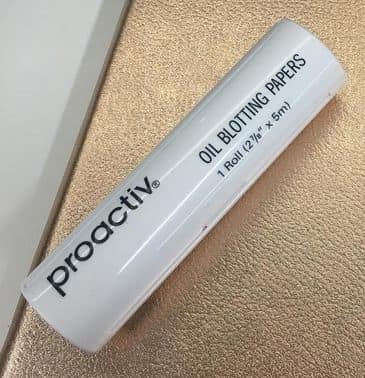 proactiv®
OIL BLOTTING PAPERS
1 Roll (2⅞" x 5m)